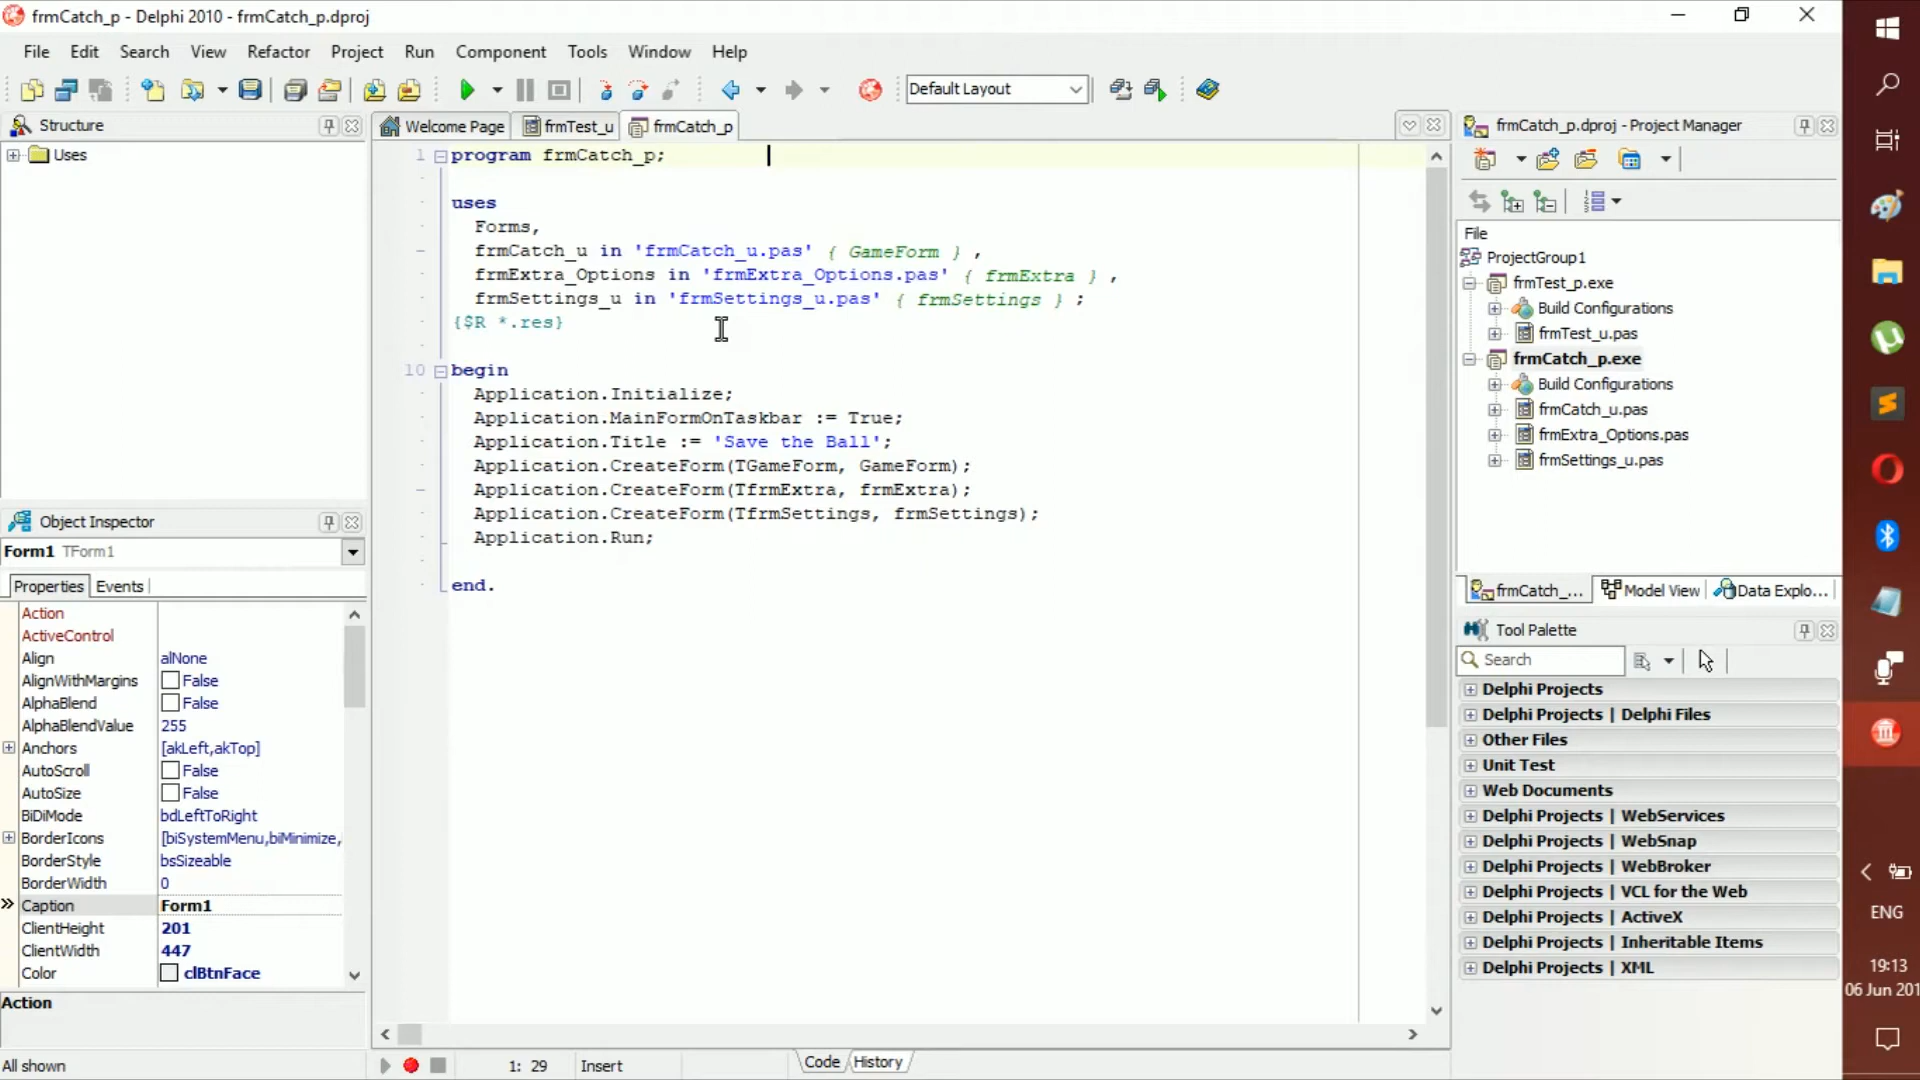 frmCatch_p - Delphi 2010 - frmCatch_p.dproj
File Edit Search View Refactor Project Run Component Tools Window Help
Default Layout
Structure
Uses
Welcome Page frmTest_u frmCatch_p
1 program frmCatch_p;
uses
Forms,
frmCatch_u in 'frmCatch_u.pas' { GameForm } ,
frmExtra_Options in 'frmExtra_Options.pas' { frmExtra } ,
frmSettings_u in 'frmSettings_u.pas' { frmSettings } ;
{$R *.res}
10 begin
Application.Initialize;
Application.MainFormOnTaskbar := True;
Application.Title := 'Save the Ball';
Application.CreateForm(TGameForm, GameForm);
Application.CreateForm(TfrmExtra, frmExtra);
Application.CreateForm(TfrmSettings, frmSettings);
Application.Run;
end.
Object Inspector
Form1 TForm1
Properties Events
Action
ActiveControl
Align alNone
AlignWithMargins False
AlphaBlend False
AlphaBlendValue 255
Anchors [akLeft,akTop]
AutoScroll False
AutoSize False
BiDiMode bdLeftToRight
BorderIcons [biSystemMenu,biMinimize,
BorderStyle bsSizeable
BorderWidth 0
Caption Form1
ClientHeight 201
ClientWidth 447
Color clBtnFace
Action
All shown
1: 29 Insert
Code History
frmCatch_p.dproj - Project Manager
File
ProjectGroup1
frmTest_p.exe
Build Configurations
frmTest_u.pas
frmCatch_p.exe
Build Configurations
frmCatch_u.pas
frmExtra_Options.pas
frmSettings_u.pas
frmCatch_... Model View Data Explo...
Tool Palette
Search
Delphi Projects
Delphi Projects | Delphi Files
Other Files
Unit Test
Web Documents
Delphi Projects | WebServices
Delphi Projects | WebSnap
Delphi Projects | WebBroker
Delphi Projects | VCL for the Web
Delphi Projects | ActiveX
Delphi Projects | Inheritable Items
Delphi Projects | XML
ENG
19:13
06 Jun 201